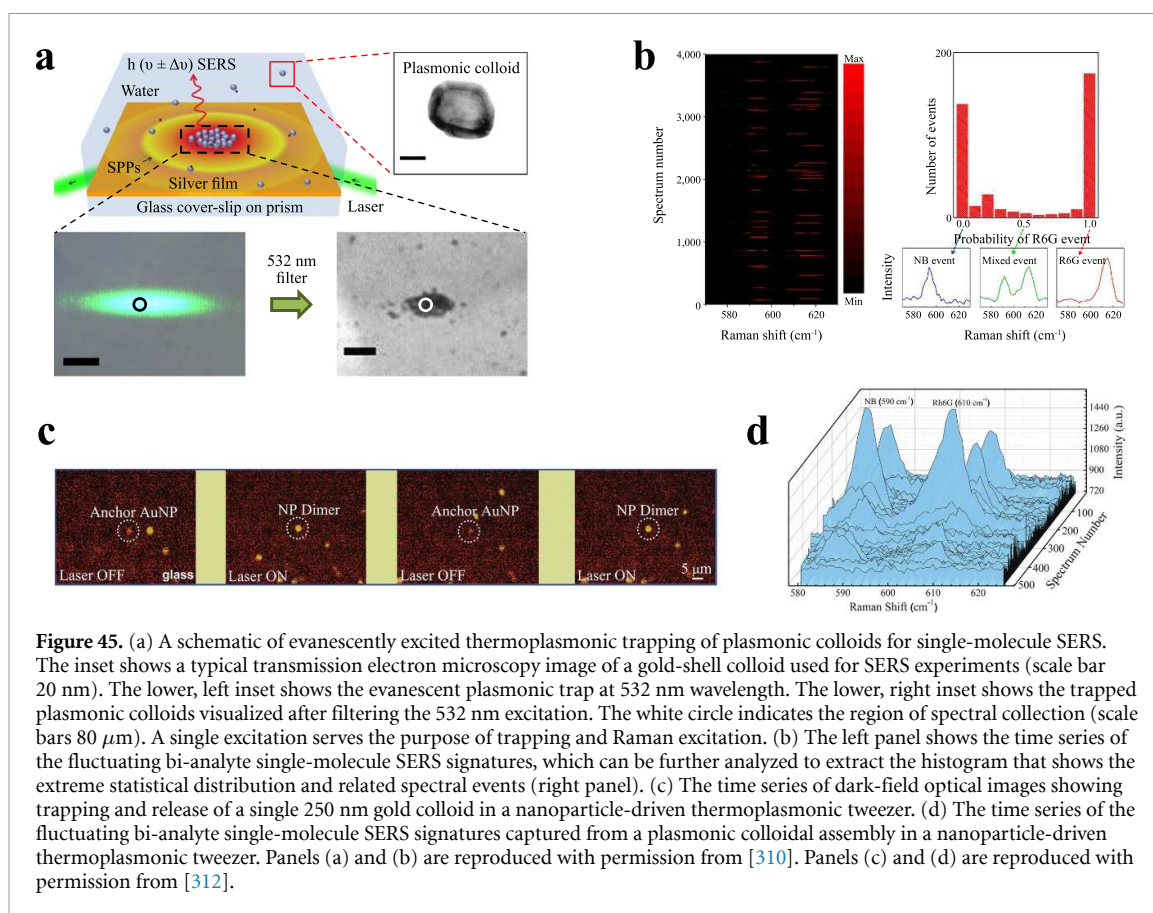 a
h (υ ± Δυ) SERS
Water
SPPs
Silver film
Glass cover-slip on prism
Laser
Plasmonic colloid
532 nm
filter
b
4,000
3,000
2,000
1,000
0
Spectrum number
580 600 620
Raman shift (cm⁻¹)
Max
Min
200
0
Number of events
0.0 0.5 1.0
Probability of R6G event
Intensity
NB event
Mixed event
R6G event
580 600 620
580 600 620
580 600 620
Raman shift (cm⁻¹)
c
Anchor AuNP
Laser OFF
glass
NP Dimer
Laser ON
Anchor AuNP
Laser OFF
NP Dimer
Laser ON
5 μm
d
NB (590 cm⁻¹)
Rh6G (610 cm⁻¹)
1440
1260
1080
900
720
Intensity (a.u.)
100
200
300
400
500
Spectrum Number
580 590 600 610 620
Raman Shift (cm⁻¹)
Figure 45. (a) A schematic of evanescently excited thermoplasmonic trapping of plasmonic colloids for single-molecule SERS.
The inset shows a typical transmission electron microscopy image of a gold-shell colloid used for SERS experiments (scale bar
20 nm). The lower, left inset shows the evanescent plasmonic trap at 532 nm wavelength. The lower, right inset shows the trapped
plasmonic colloids visualized after filtering the 532 nm excitation. The white circle indicates the region of spectral collection (scale
bars 80 μm). A single excitation serves the purpose of trapping and Raman excitation. (b) The left panel shows the time series of
the fluctuating bi-analyte single-molecule SERS signatures, which can be further analyzed to extract the histogram that shows the
extreme statistical distribution and related spectral events (right panel). (c) The time series of dark-field optical images showing
trapping and release of a single 250 nm gold colloid in a nanoparticle-driven thermoplasmonic tweezer. (d) The time series of the
fluctuating bi-analyte single-molecule SERS signatures captured from a plasmonic colloidal assembly in a nanoparticle-driven
thermoplasmonic tweezer. Panels (a) and (b) are reproduced with permission from [310]. Panels (c) and (d) are reproduced with
permission from [312].